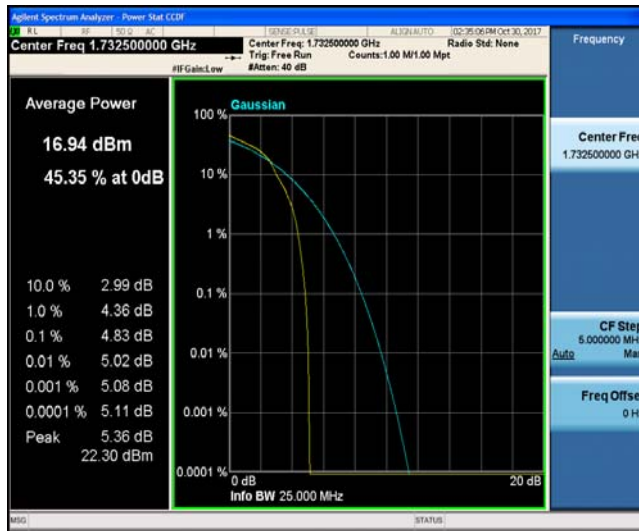 Agilent Spectrum Analyzer - Power Stat CCDF
RL RF 50 Ω AC SENSE:PULSE ALIGNAUTO 02:35:06 PM Oct 30, 2017
Center Freq 1.732500000 GHz
Center Freq: 1.732500000 GHz
Radio Std: None
Trig: Free Run Counts:1.00 M/1.00 Mpt
#IFGain:Low #Atten: 40 dB
Frequency
Average Power
16.94 dBm
45.35 % at 0dB
10.0 % 2.99 dB
1.0 % 4.36 dB
0.1 % 4.83 dB
0.01 % 5.02 dB
0.001 % 5.08 dB
0.0001 % 5.11 dB
Peak 5.36 dB
22.30 dBm
Gaussian
100 %
10 %
1 %
0.1 %
0.01 %
0.001 %
0.0001 %
0 dB 20 dB
Info BW 25.000 MHz
Center Fre
1.732500000 GH
CF Step
5.000000 MH
Auto Ma
Freq Offse
0 H
MSG STATUS